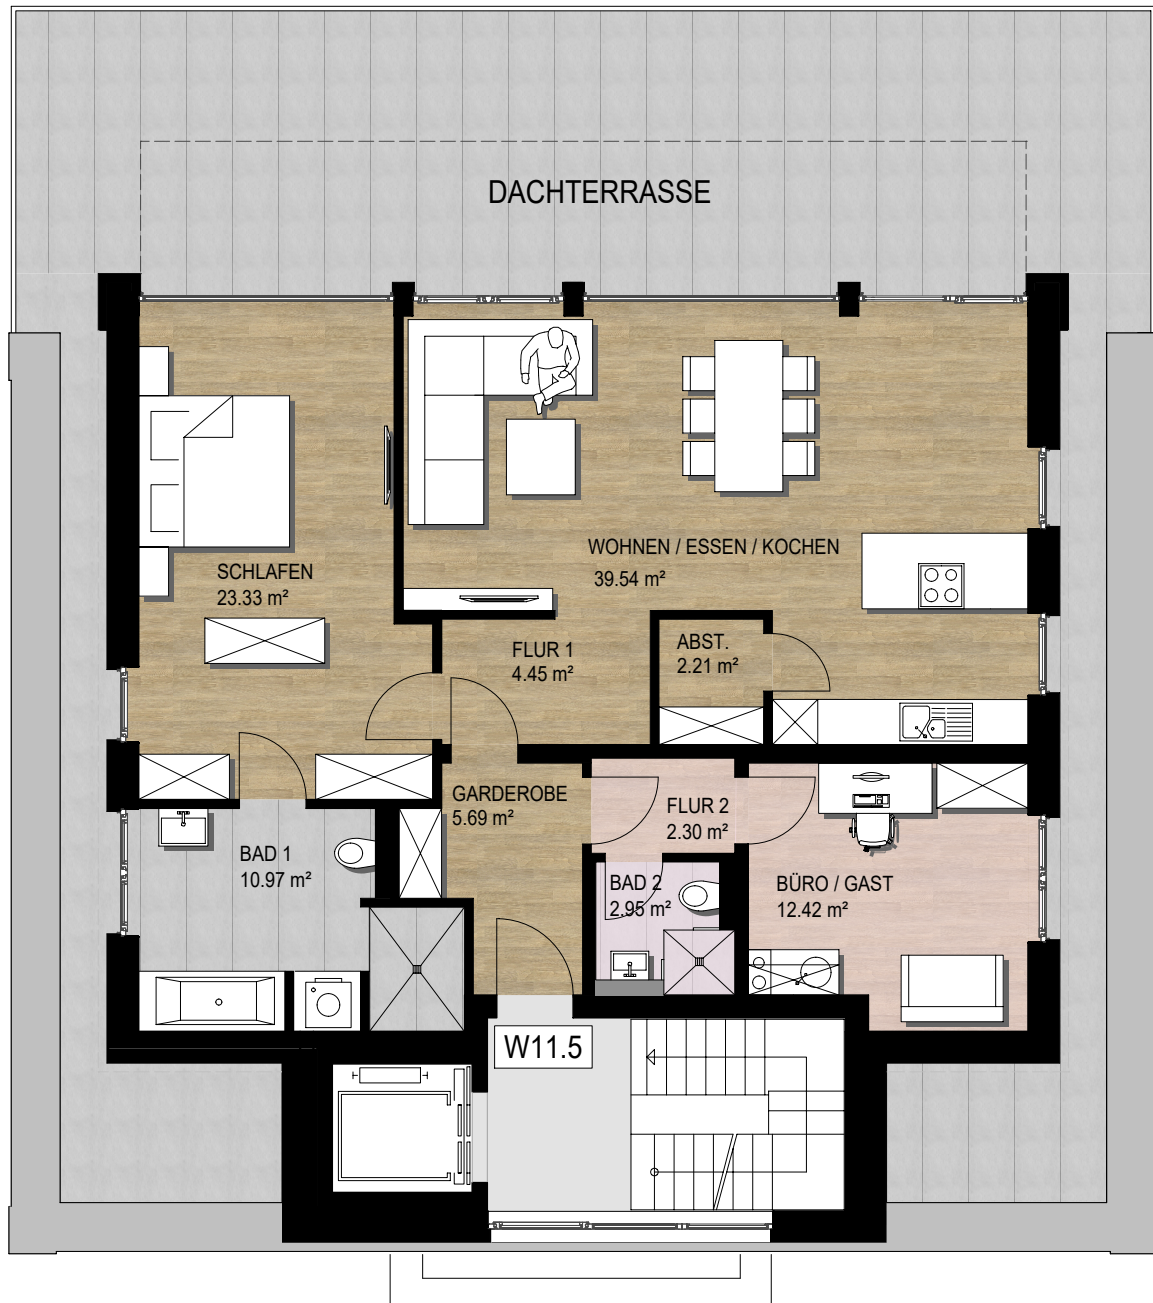 DACHTERRASSE
WOHNEN / ESSEN / KOCHEN
39.54 m²
SCHLAFEN
23.33 m²
FLUR 1
4.45 m²
ABST.
2.21 m²
GARDEROBE
5.69 m²
FLUR 2
2.30 m²
BAD 1
10.97 m²
BAD 2
2.95 m²
BÜRO / GAST
12.42 m²
W11.5